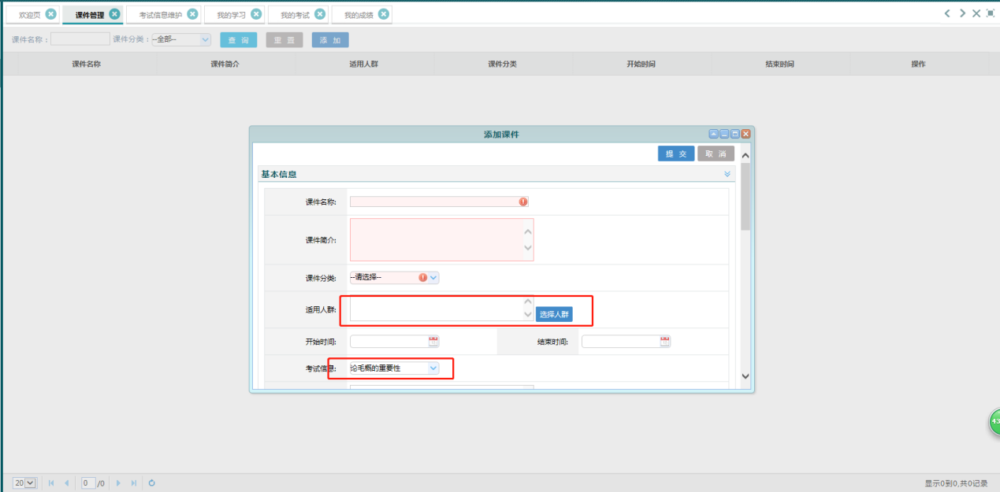 欢迎页 课件管理 考试信息维护 我的学习 我的考试 我的成绩
课件名称： 课件分类： --全部-- 查 询 重 置 添 加
课件名称 课件简介 适用人群 课件分类 开始时间 结束时间 操作
添加课件
提 交 取 消
基本信息
课件名称:
课件简介:
课件分类: --请选择--
适用人群: 选择人群
开始时间: 结束时间:
考试信息: 论毛概的重要性
43
20 0 /0 显示0到0,共0记录